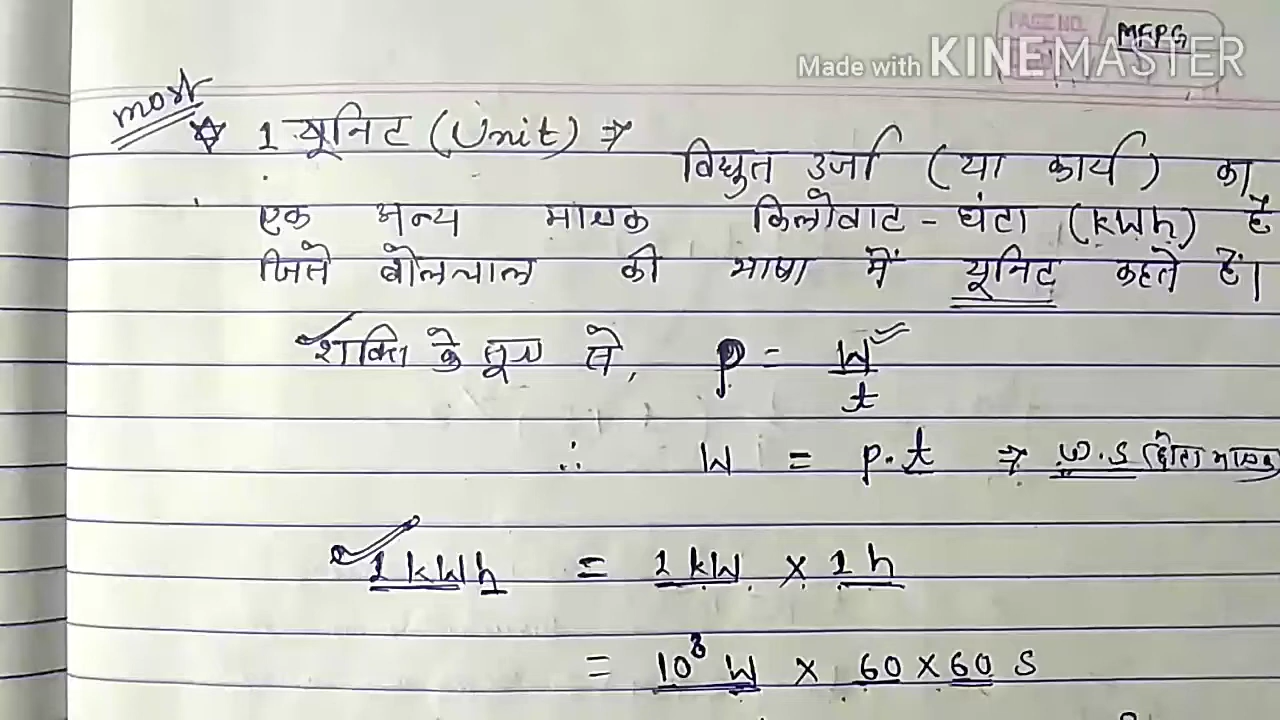 PAGE NO.
MFPG
Made with KINEMASTER
most
☆ 1 यूनिट (Unit) ⇒
विद्युत उर्जा (या कार्य) का
एक अन्य मात्रक किलोवाट - घंटा (kWh) है
जिसे बोलचाल की भाषा में यूनिट कहते हैं।
शक्ति के सूत्र से, P = W/t
∴ W = p.t ⇒ w.s (छोटा मात्रक
1 kWh = 1 kW × 1 h
= 10³ W × 60 × 60 s